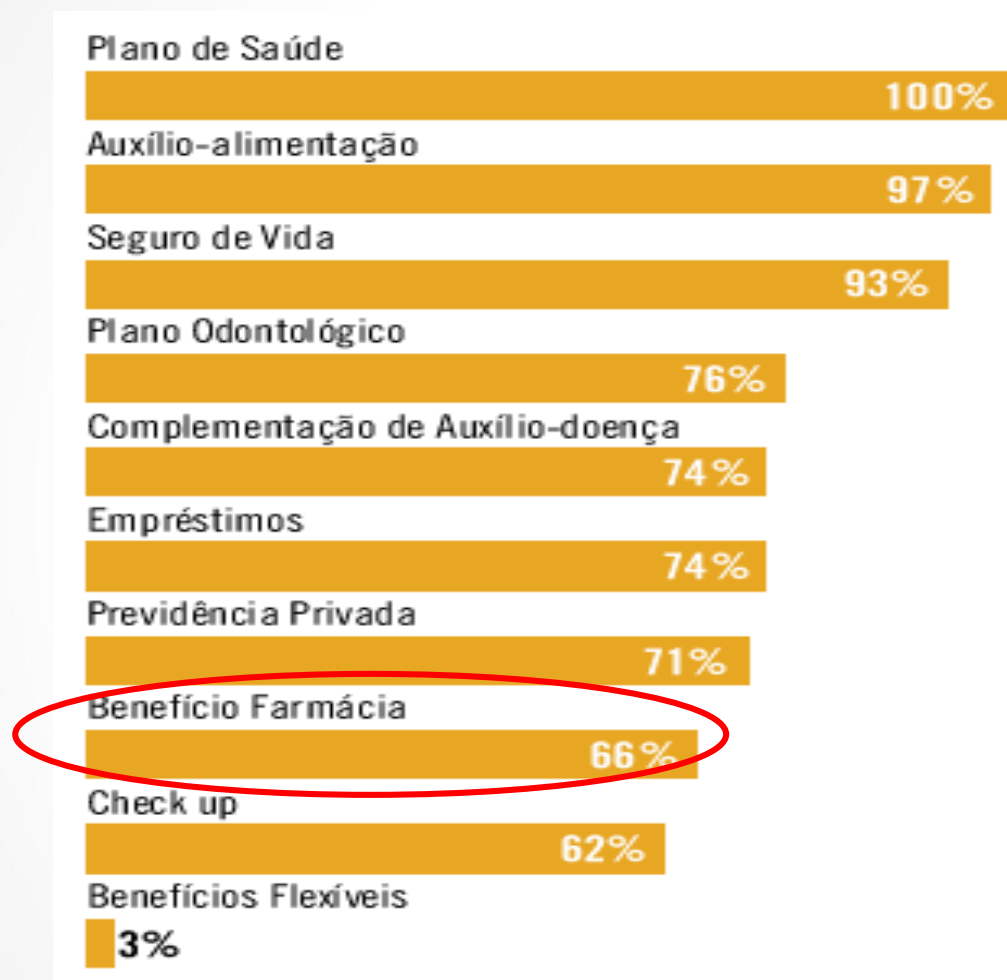 Plano de Saúde
100%
Auxílio-alimentação
97%
Seguro de Vida
93%
Plano Odontológico
76%
Complementação de Auxílio-doença
74%
Empréstimos
74%
Previdência Privada
71%
Benefício Farmácia
66%
Check up
62%
Benefícios Flexíveis
3%